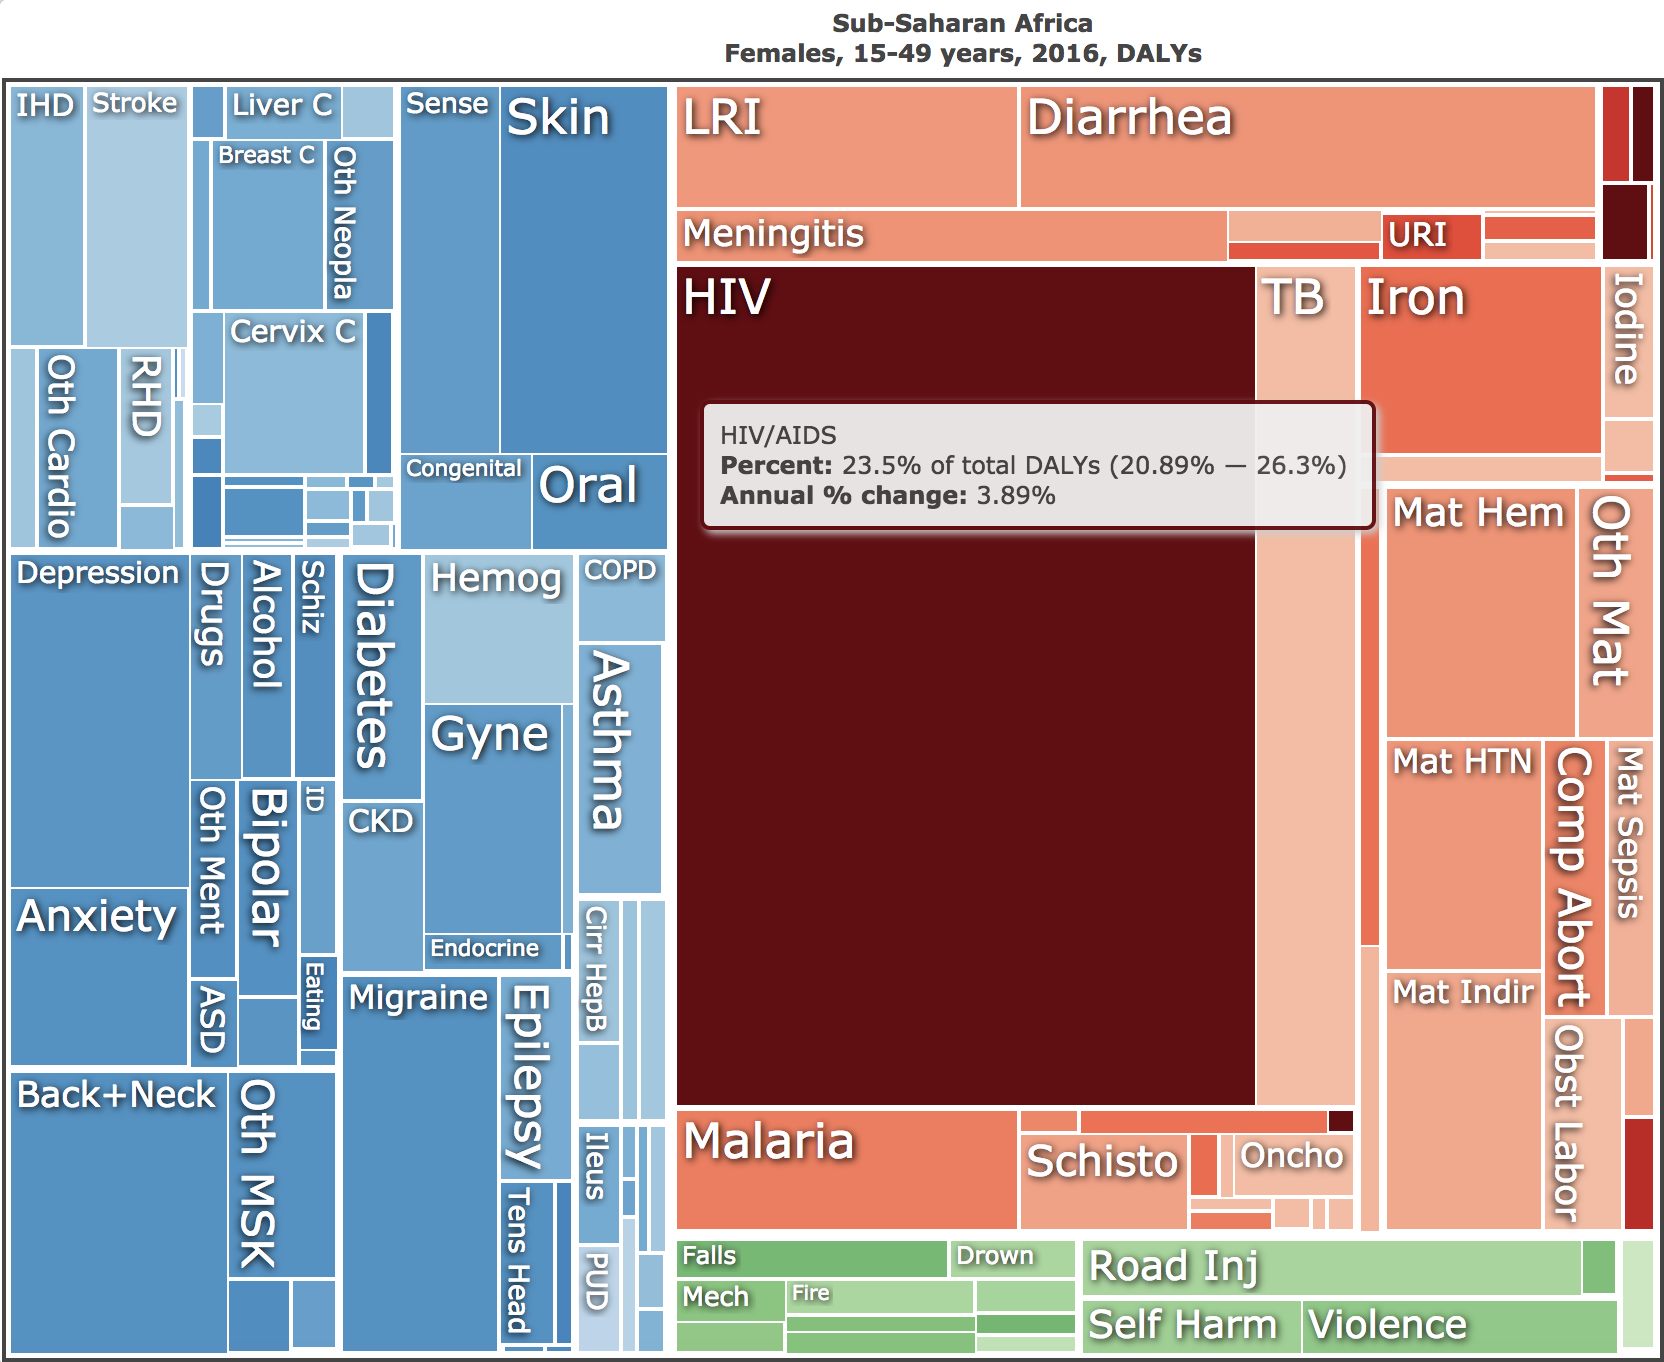 Sub-Saharan Africa
Females, 15-49 years, 2016, DALYs
IHD
Stroke
Liver C
Breast C
Oth Neopla
Sense
Skin
Oth Cardio
RHD
Cervix C
Congenital
Oral
Depression
Drugs
Alcohol
Schiz
Diabetes
Hemog
COPD
Asthma
Gyne
Oth Ment
Bipolar
ID
CKD
Anxiety
Endocrine
Cirr HepB
ASD
Eating
Migraine
Epilepsy
Back+Neck
Oth MSK
Ileus
Tens Head
PUD
LRI
Diarrhea
Meningitis
URI
HIV
TB
Iron
Iodine
HIV/AIDS
Percent: 23.5% of total DALYs (20.89% — 26.3%)
Annual % change: 3.89%
Mat Hem
Oth Mat
Mat HTN
Comp Abort
Mat Sepsis
Mat Indir
Obst Labor
Malaria
Schisto
Oncho
Falls
Drown
Mech
Fire
Road Inj
Self Harm
Violence